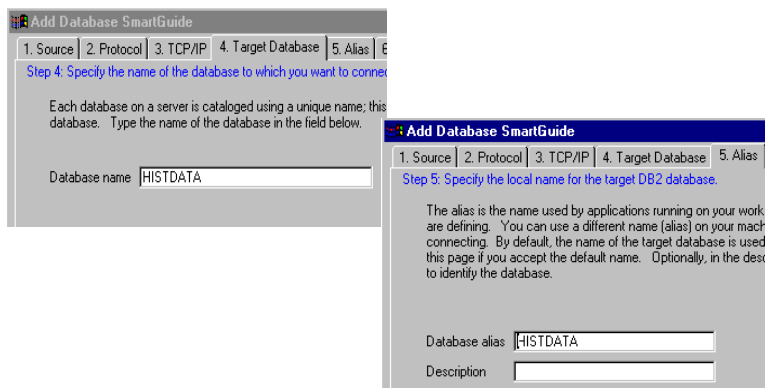 Add Database SmartGuide
1. Source 2. Protocol 3. TCP/IP 4. Target Database 5. Alias 6
Step 4: Specify the name of the database to which you want to
Each database on a server is cataloged using a unique name; this
database. Type the name of the database in the field below.
Database name HISTDATA
Add Database SmartGuide
1. Source 2. Protocol 3. TCP/IP 4. Target Database 5. Alias
Step 5: Specify the local name for the target DB2 database.
The alias is the name used by applications running on your work
are defining. You can use a different name (alias) on your mach
connecting. By default, the name of the target database is used
this page if you accept the default name. Optionally, in the desc
to identify the database.
Database alias HISTDATA
Description